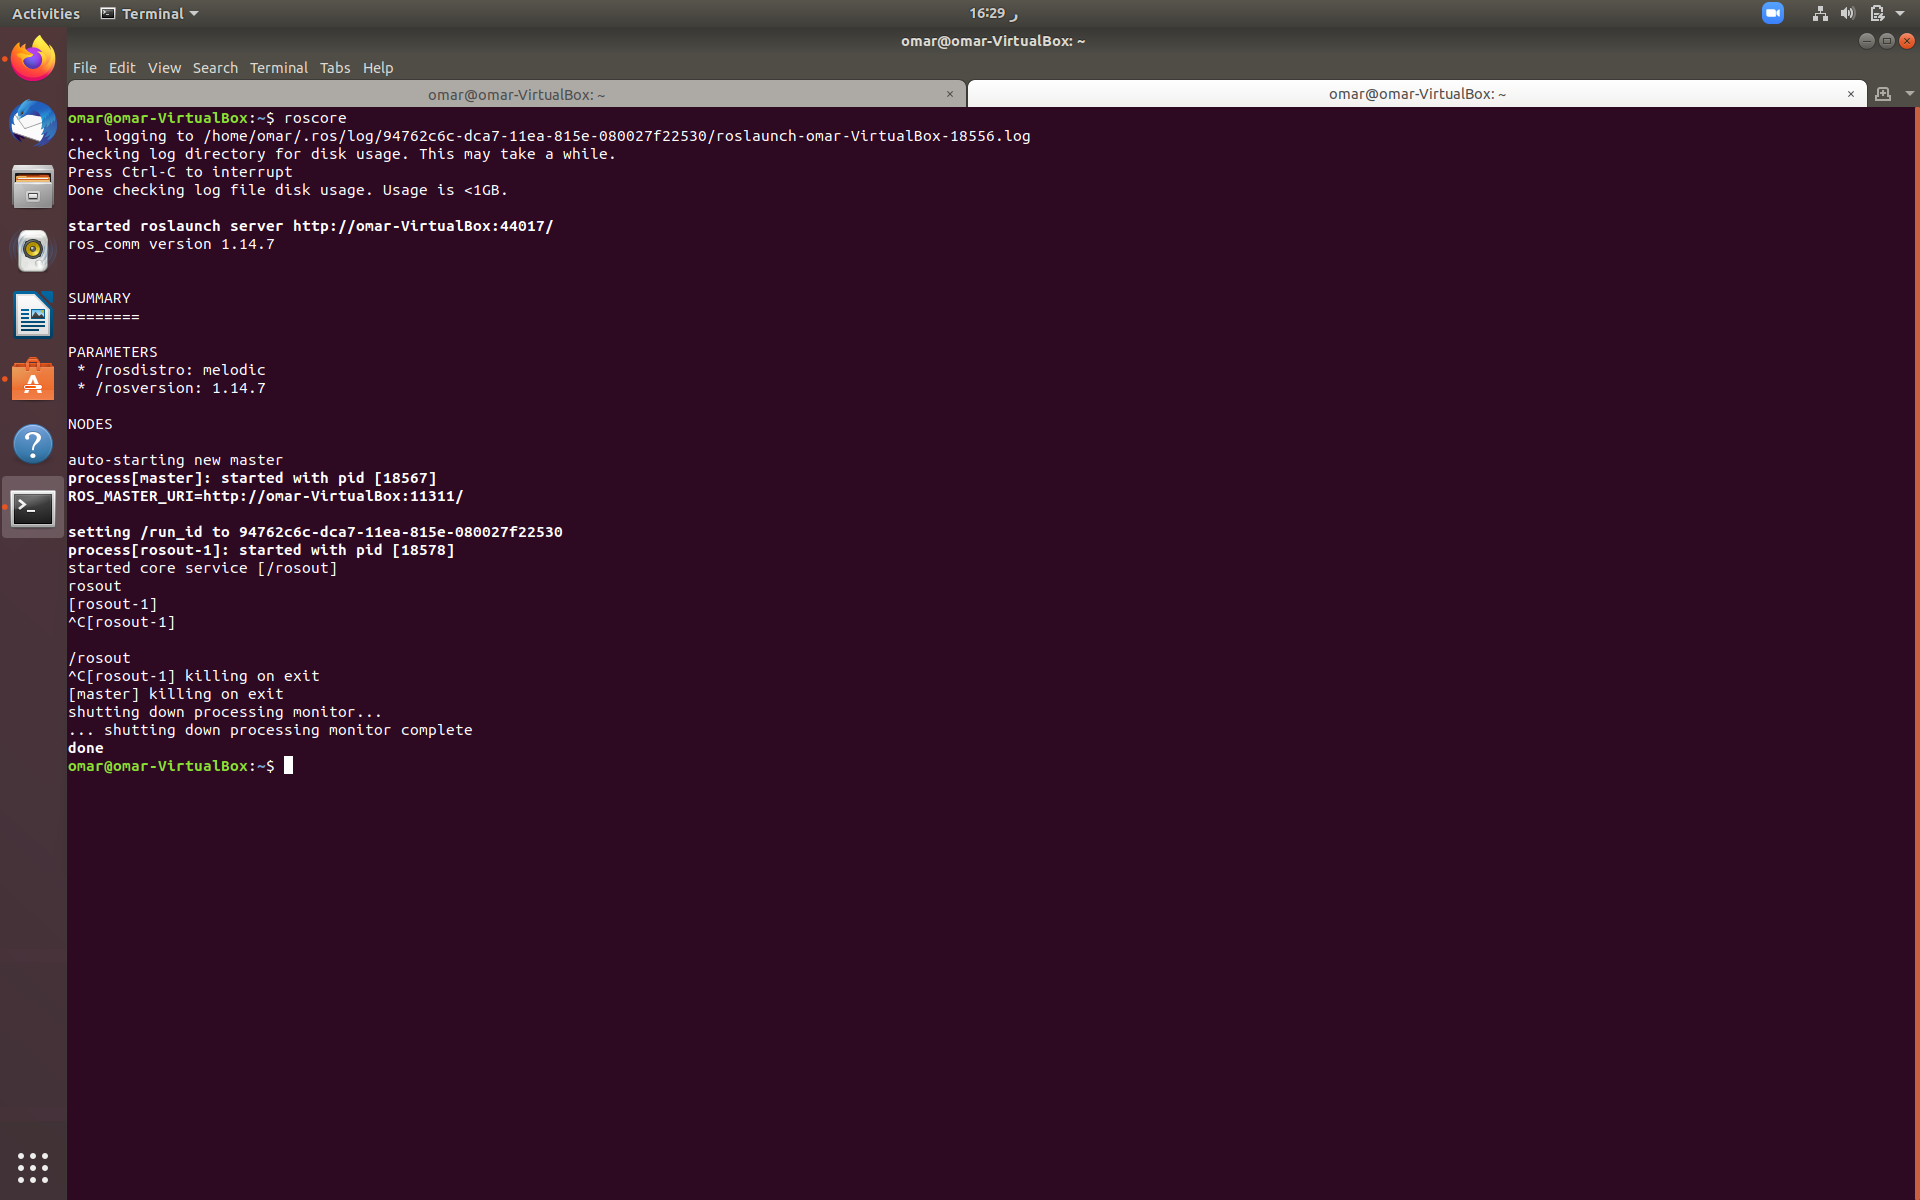 Activities
Terminal
16:29 ر
omar@omar-VirtualBox: ~
File Edit View Search Terminal Tabs Help
omar@omar-VirtualBox: ~ ×
omar@omar-VirtualBox: ~ ×
omar@omar-VirtualBox:~$ roscore
... logging to /home/omar/.ros/log/94762c6c-dca7-11ea-815e-080027f22530/roslaunch-omar-VirtualBox-18556.log
Checking log directory for disk usage. This may take a while.
Press Ctrl-C to interrupt
Done checking log file disk usage. Usage is <1GB.
started roslaunch server http://omar-VirtualBox:44017/
ros_comm version 1.14.7
SUMMARY
========
PARAMETERS
* /rosdistro: melodic
* /rosversion: 1.14.7
NODES
auto-starting new master
process[master]: started with pid [18567]
ROS_MASTER_URI=http://omar-VirtualBox:11311/
setting /run_id to 94762c6c-dca7-11ea-815e-080027f22530
process[rosout-1]: started with pid [18578]
started core service [/rosout]
rosout
[rosout-1]
^C[rosout-1]
/rosout
^C[rosout-1] killing on exit
[master] killing on exit
shutting down processing monitor...
... shutting down processing monitor complete
done
omar@omar-VirtualBox:~$